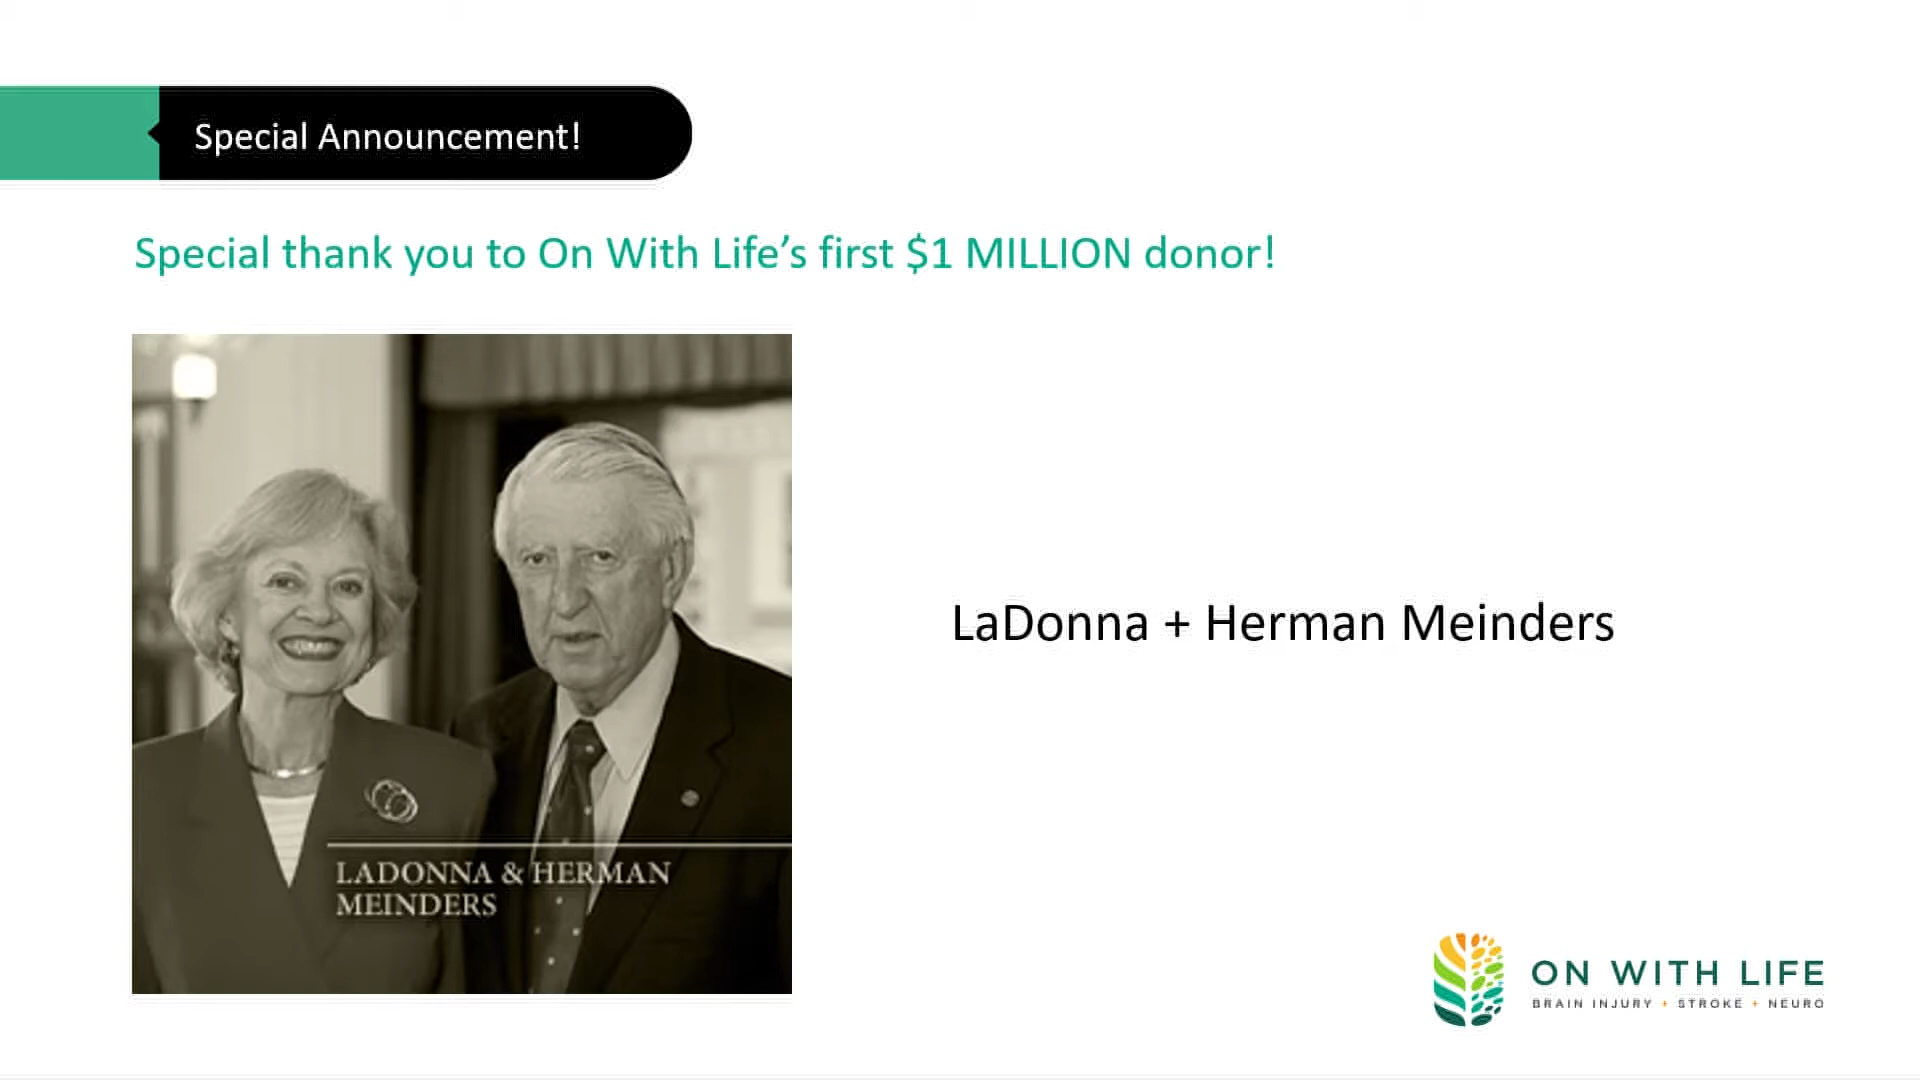 Special Announcement!
Special thank you to On With Life’s first $1 MILLION donor!
LADONNA & HERMAN
MEINDERS
LaDonna + Herman Meinders
ON WITH LIFE
BRAIN INJURY + STROKE + NEURO